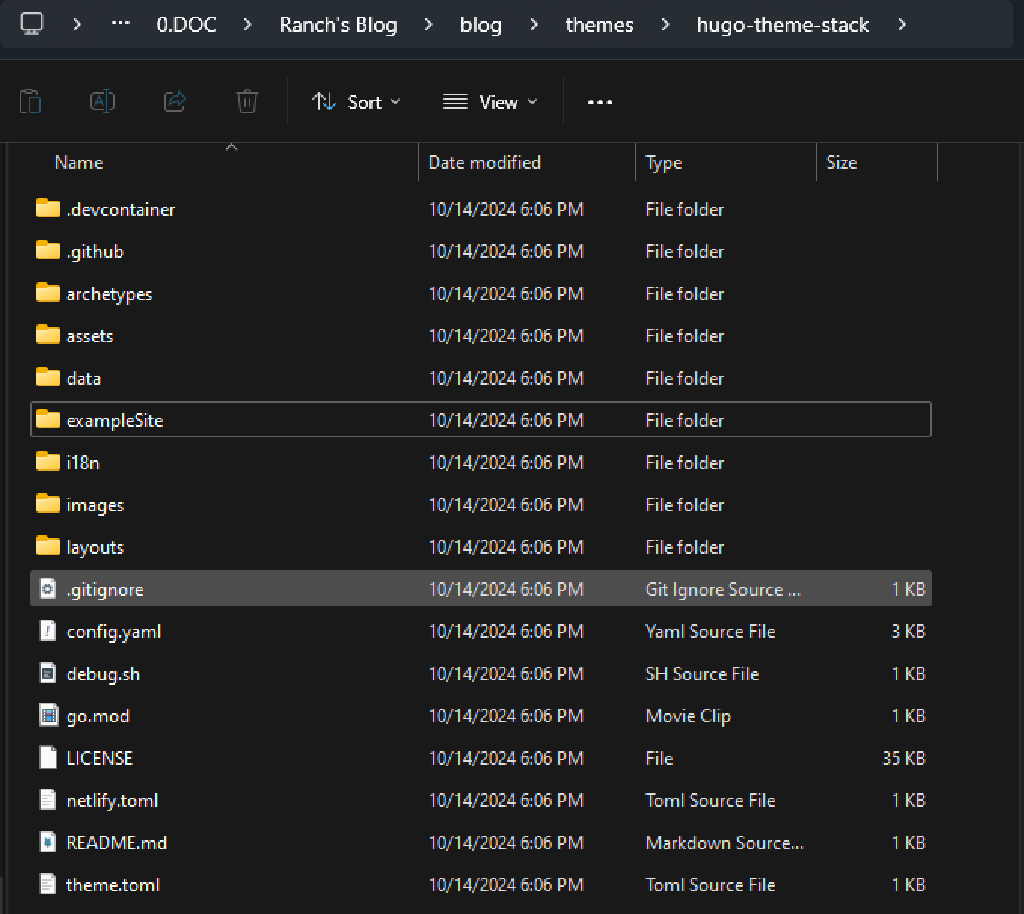 0.DOC > Ranch's Blog > blog > themes > hugo-theme-stack >
Sort View
Name Date modified Type Size
.devcontainer 10/14/2024 6:06 PM File folder
.github 10/14/2024 6:06 PM File folder
archetypes 10/14/2024 6:06 PM File folder
assets 10/14/2024 6:06 PM File folder
data 10/14/2024 6:06 PM File folder
exampleSite 10/14/2024 6:06 PM File folder
i18n 10/14/2024 6:06 PM File folder
images 10/14/2024 6:06 PM File folder
layouts 10/14/2024 6:06 PM File folder
.gitignore 10/14/2024 6:06 PM Git Ignore Source ... 1 KB
config.yaml 10/14/2024 6:06 PM Yaml Source File 3 KB
debug.sh 10/14/2024 6:06 PM SH Source File 1 KB
go.mod 10/14/2024 6:06 PM Movie Clip 1 KB
LICENSE 10/14/2024 6:06 PM File 35 KB
netlify.toml 10/14/2024 6:06 PM Toml Source File 1 KB
README.md 10/14/2024 6:06 PM Markdown Source... 1 KB
theme.toml 10/14/2024 6:06 PM Toml Source File 1 KB